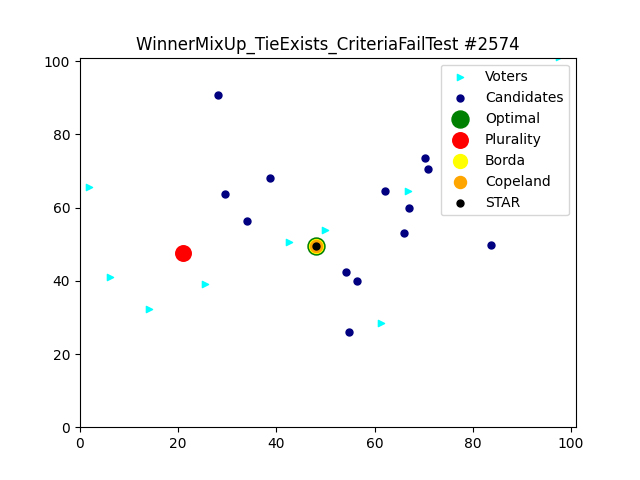 WinnerMixUp_TieExists_CriteriaFailTest #2574
100
80
60
40
20
0
0 20 40 60 80 100
Voters
Candidates
Optimal
Plurality
Borda
Copeland
STAR